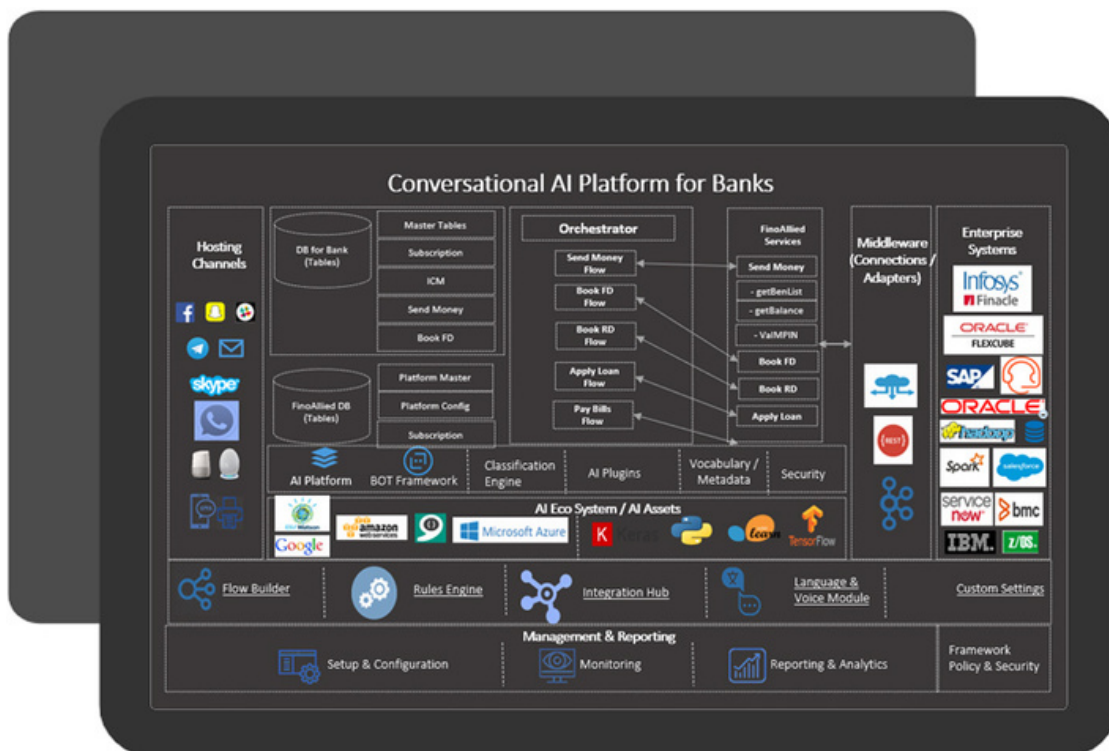 Conversational AI Platform for Banks
Hosting
Channels
skype
DB for Bank
(Tables)
Master Tables
Subscription
ICM
Send Money
Book FD
FinoAllied DB
(Tables)
Platform Master
Platform Config
Subscription
Orchestrator
Send Money
Flow
Book FD
Flow
Book RD
Flow
Apply Loan
Flow
Pay Bills
Flow
FinoAllied
Services
Send Money
- getBenList
- getBalance
- ValMPIN
Book FD
Book RD
Apply Loan
Middleware
(Connections /
Adapters)
{REST}
Enterprise
Systems
Infosys
Finacle
ORACLE
FLEXCUBE
SAP
ORACLE
hadoop
Spark
salesforce
service
now
bmc
IBM.
z/OS.
AI Platform
BOT Framework
Classification
Engine
AI Plugins
Vocabulary /
Metadata
Security
AI Eco System / AI Assets
IBM Watson
Google
amazon
web services
Microsoft Azure
K Keras
learn
TensorFlow
Flow Builder
Rules Engine
Integration Hub
Language &
Voice Module
Custom Settings
Management & Reporting
Setup & Configuration
Monitoring
Reporting & Analytics
Framework
Policy & Security